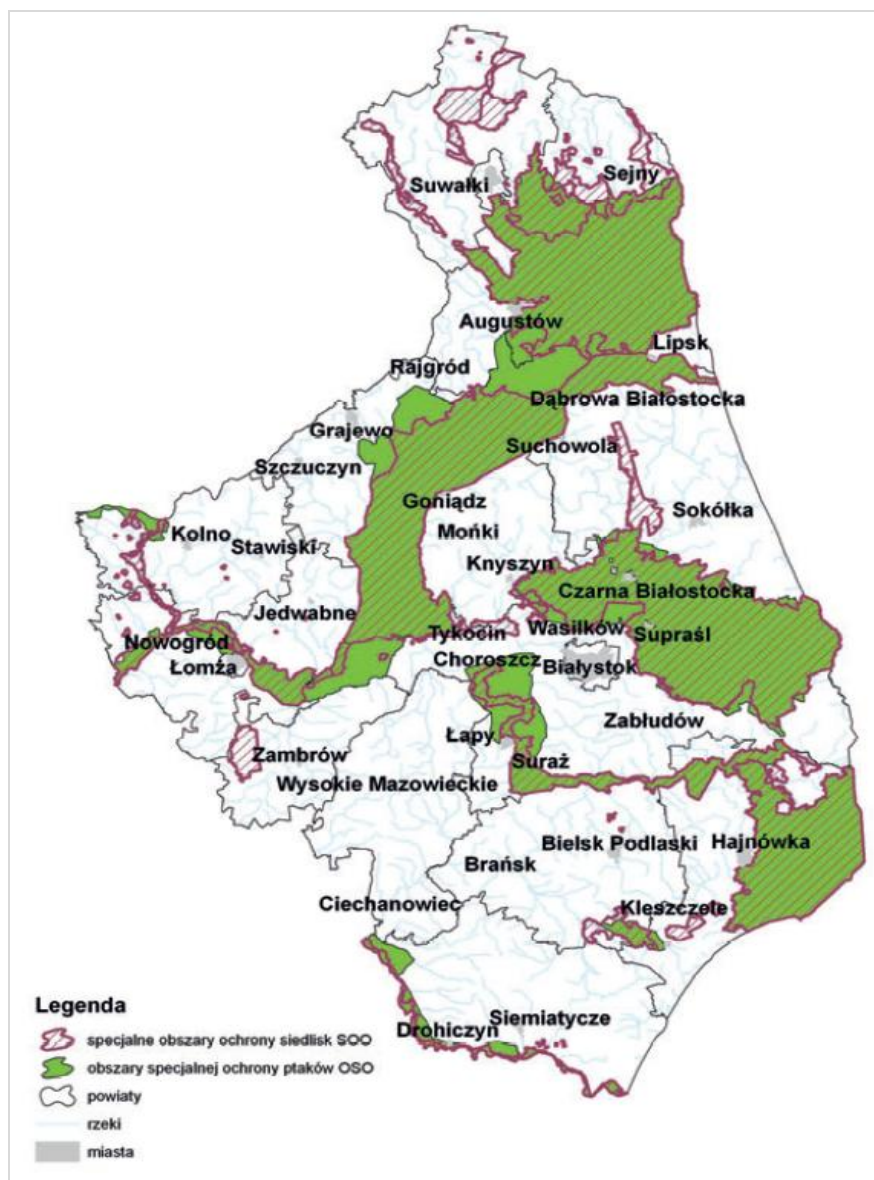 Suwałki
Sejny
Augustów
Lipsk
Rajgród
Dąbrowa Białostocka
Grajewo
Suchowola
Szczuczyn
Goniądz
Sokółka
Mońki
Kolno
Stawiski
Knyszyn
Czarna Białostocka
Jedwabne
Nowogród
Tykocin
Wasilków
Supraśl
Łomża
Choroszcz
Białystok
Zabłudów
Łapy
Zambrów
Suraż
Wysokie Mazowieckie
Bielsk Podlaski
Hajnówka
Brańsk
Ciechanowiec
Kleszczele
Drohiczyn
Siemiatycze
Legenda
specjalne obszary ochrony siedlisk SOO
obszary specjalnej ochrony ptaków OSO
powiaty
rzeki
miasta